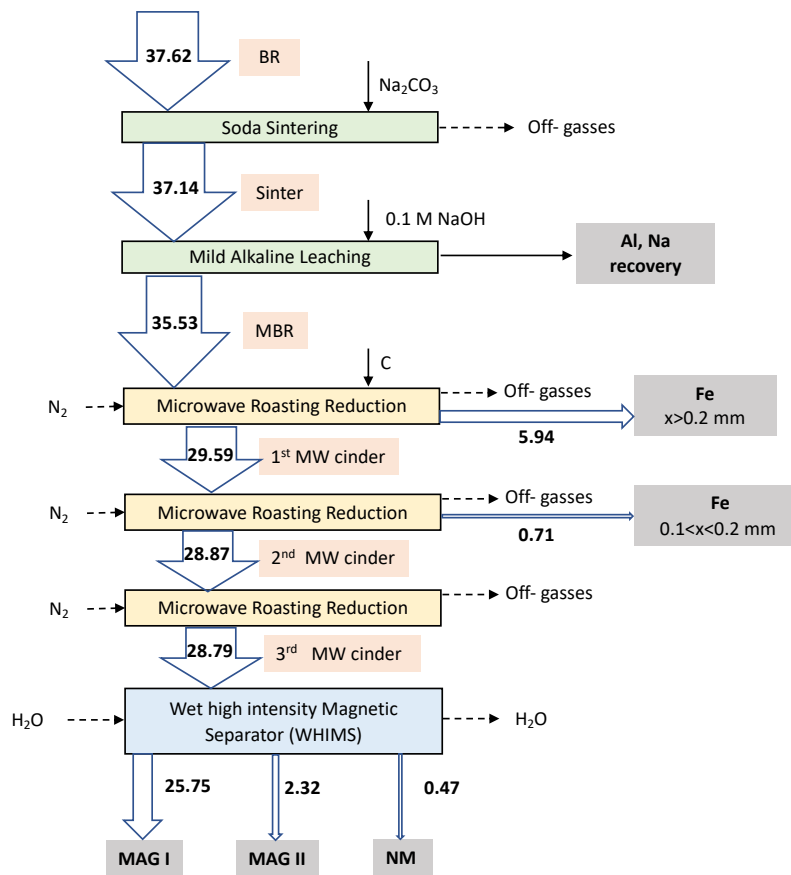 37.62
BR
Na₂CO₃
Soda Sintering
Off- gasses
37.14
Sinter
0.1 M NaOH
Mild Alkaline Leaching
Al, Na
recovery
35.53
MBR
C
N₂
Microwave Roasting Reduction
Off- gasses
5.94
Fe
x>0.2 mm
29.59
1ˢᵗ MW cinder
N₂
Microwave Roasting Reduction
Off- gasses
0.71
Fe
0.1<x<0.2 mm
28.87
2ⁿᵈ MW cinder
N₂
Microwave Roasting Reduction
Off- gasses
28.79
3ʳᵈ MW cinder
H₂O
Wet high intensity Magnetic
Separator (WHIMS)
H₂O
25.75
2.32
0.47
MAG I
MAG II
NM